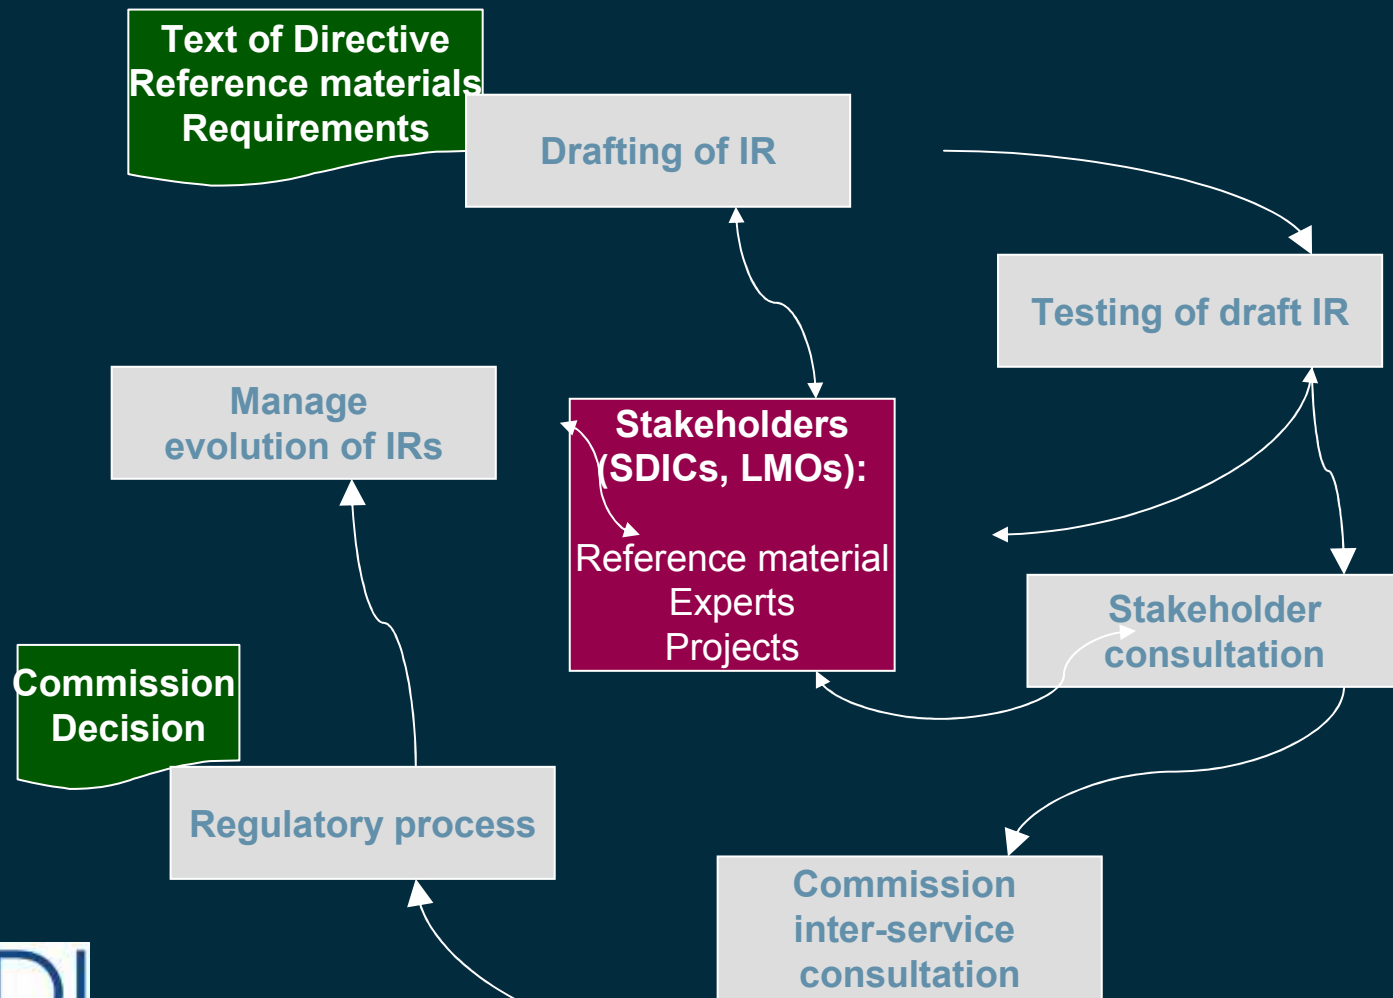 Text of Directive
Reference materials
Requirements
Drafting of IR
Testing of draft IR
Manage
evolution of IRs
Stakeholders
(SDICs, LMOs):
Reference material
Experts
Projects
Stakeholder
consultation
Commission
Decision
Regulatory process
Commission
inter-service
consultation